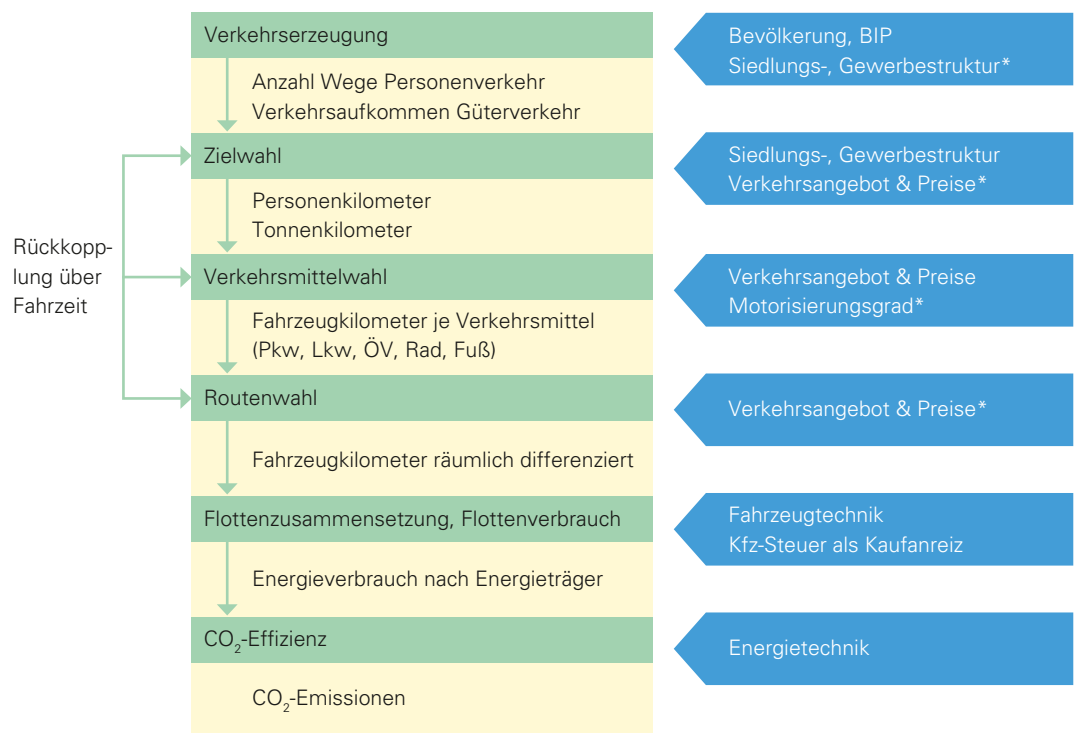 Verkehrserzeugung
Bevölkerung, BIP
Siedlungs-, Gewerbestruktur*
Anzahl Wege Personenverkehr
Verkehrsaufkommen Güterverkehr
Zielwahl
Siedlungs-, Gewerbestruktur
Verkehrsangebot & Preise*
Personenkilometer
Tonnenkilometer
Rückkopp-
lung über
Fahrzeit
Verkehrsmittelwahl
Verkehrsangebot & Preise
Motorisierungsgrad*
Fahrzeugkilometer je Verkehrsmittel
(Pkw, Lkw, ÖV, Rad, Fuß)
Routenwahl
Verkehrsangebot & Preise*
Fahrzeugkilometer räumlich differenziert
Flottenzusammensetzung, Flottenverbrauch
Fahrzeugtechnik
Kfz-Steuer als Kaufanreiz
Energieverbrauch nach Energieträger
CO₂-Effizienz
Energietechnik
CO₂-Emissionen